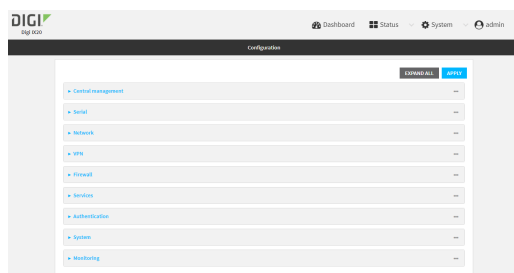 DIGI
Digi IX20
Dashboard Status System admin
Configuration
EXPAND ALL APPLY
Central management
Serial
Network
VPN
Firewall
Services
Authentication
System
Monitoring